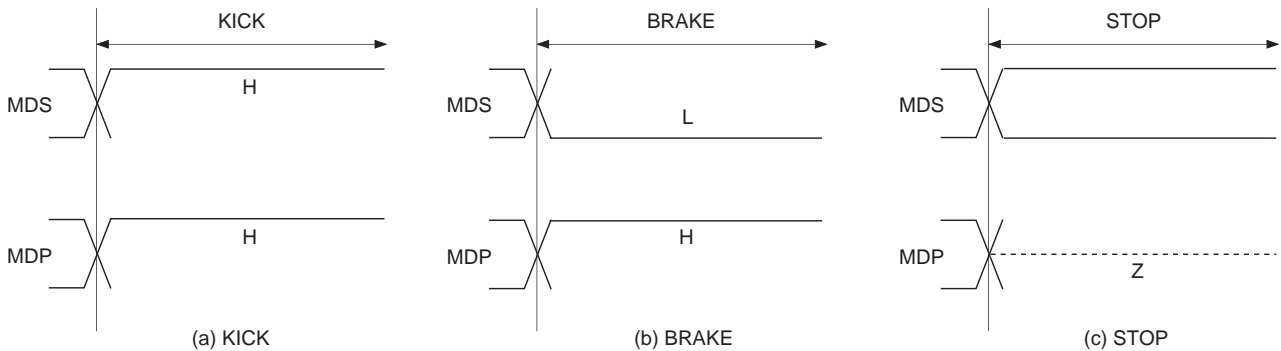 KICK
MDS
H
MDP
H
(a) KICK
BRAKE
MDS
L
MDP
H
(b) BRAKE
STOP
MDS
MDP
Z
(c) STOP